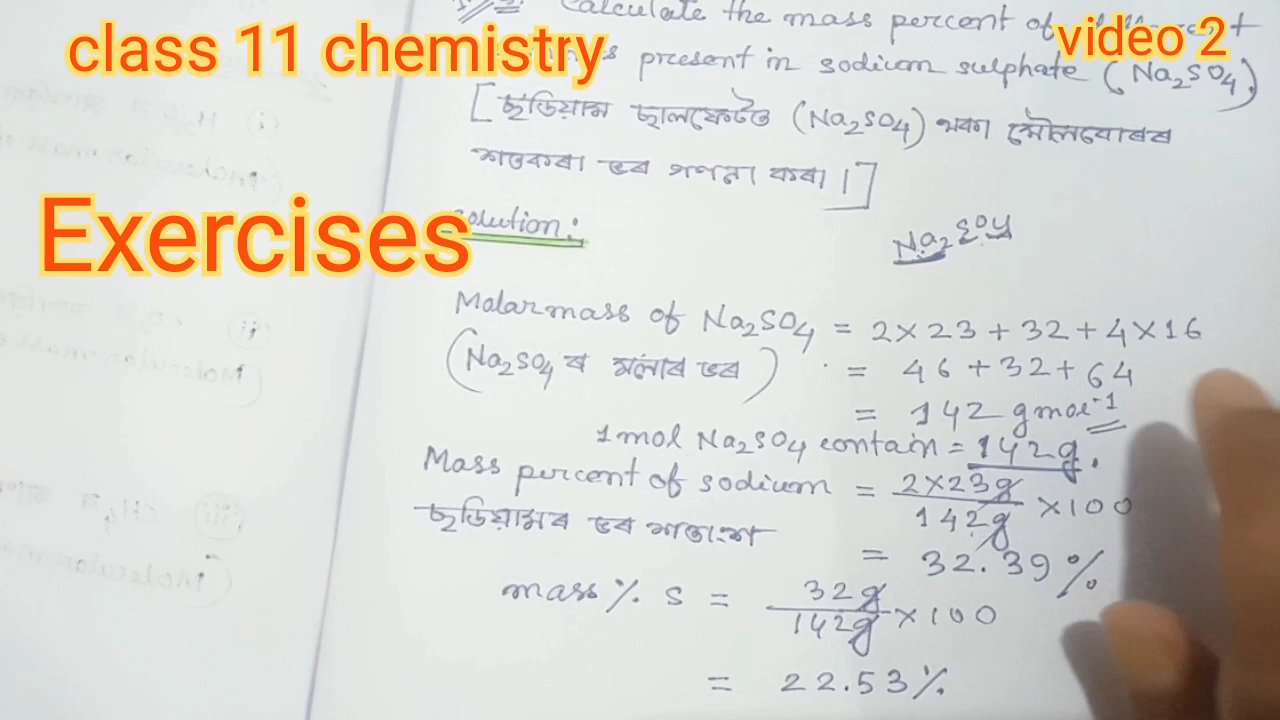 class 11 chemistry
video 2
Exercises
Calculate the mass percent of
present in sodium sulphate (Na₂SO₄).
[ছডিয়াম ছালফেটত (Na₂SO₄) থকা মৌলবোৰৰ
শতকৰা ভৰ গণনা কৰা।]
solution:
Na₂SO₄
Molar mass of Na₂SO₄ = 2×23 + 32 + 4×16
(Na₂SO₄ ৰ মলাৰ ভৰ) = 46 + 32 + 64
= 142 g mol⁻¹
1 mol Na₂SO₄ contain = 142g.
Mass percent of sodium = 2×23g/142g ×100
ছডিয়ামৰ ভৰ শতাংশ
= 32.39%
mass % S = 32g/142g ×100
= 22.53%